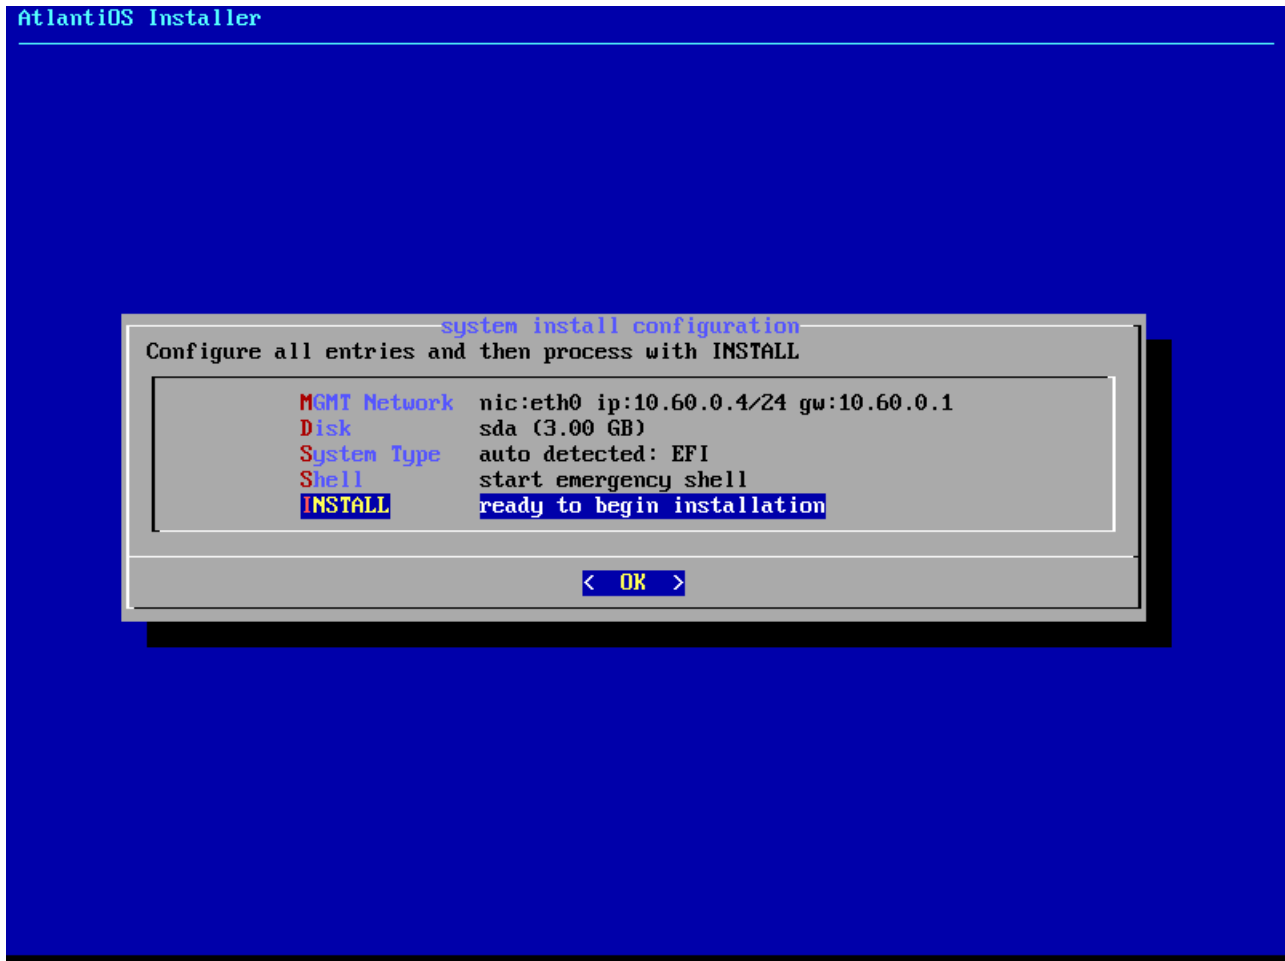 AtlantiOS Installer
system install configuration
Configure all entries and then process with INSTALL
MGMT Network nic:eth0 ip:10.60.0.4/24 gw:10.60.0.1
Disk sda (3.00 GB)
System Type auto detected: EFI
Shell start emergency shell
INSTALL ready to begin installation
< OK >